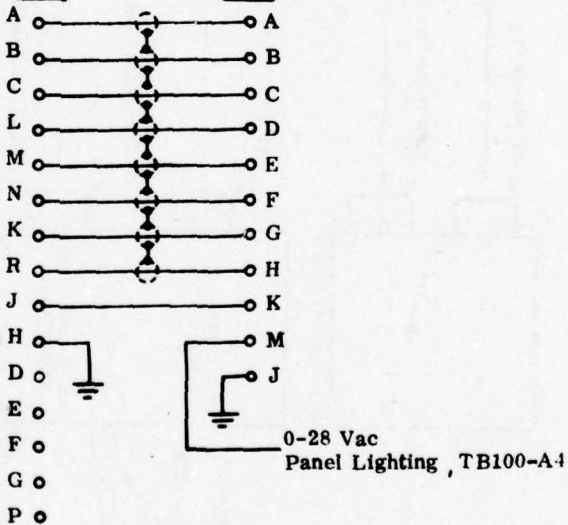 A A
B B
C C
L D
M E
N F
K G
R H
J K
H M
D J
E
F
0-28 Vac
G Panel Lighting , TB100-A4
P